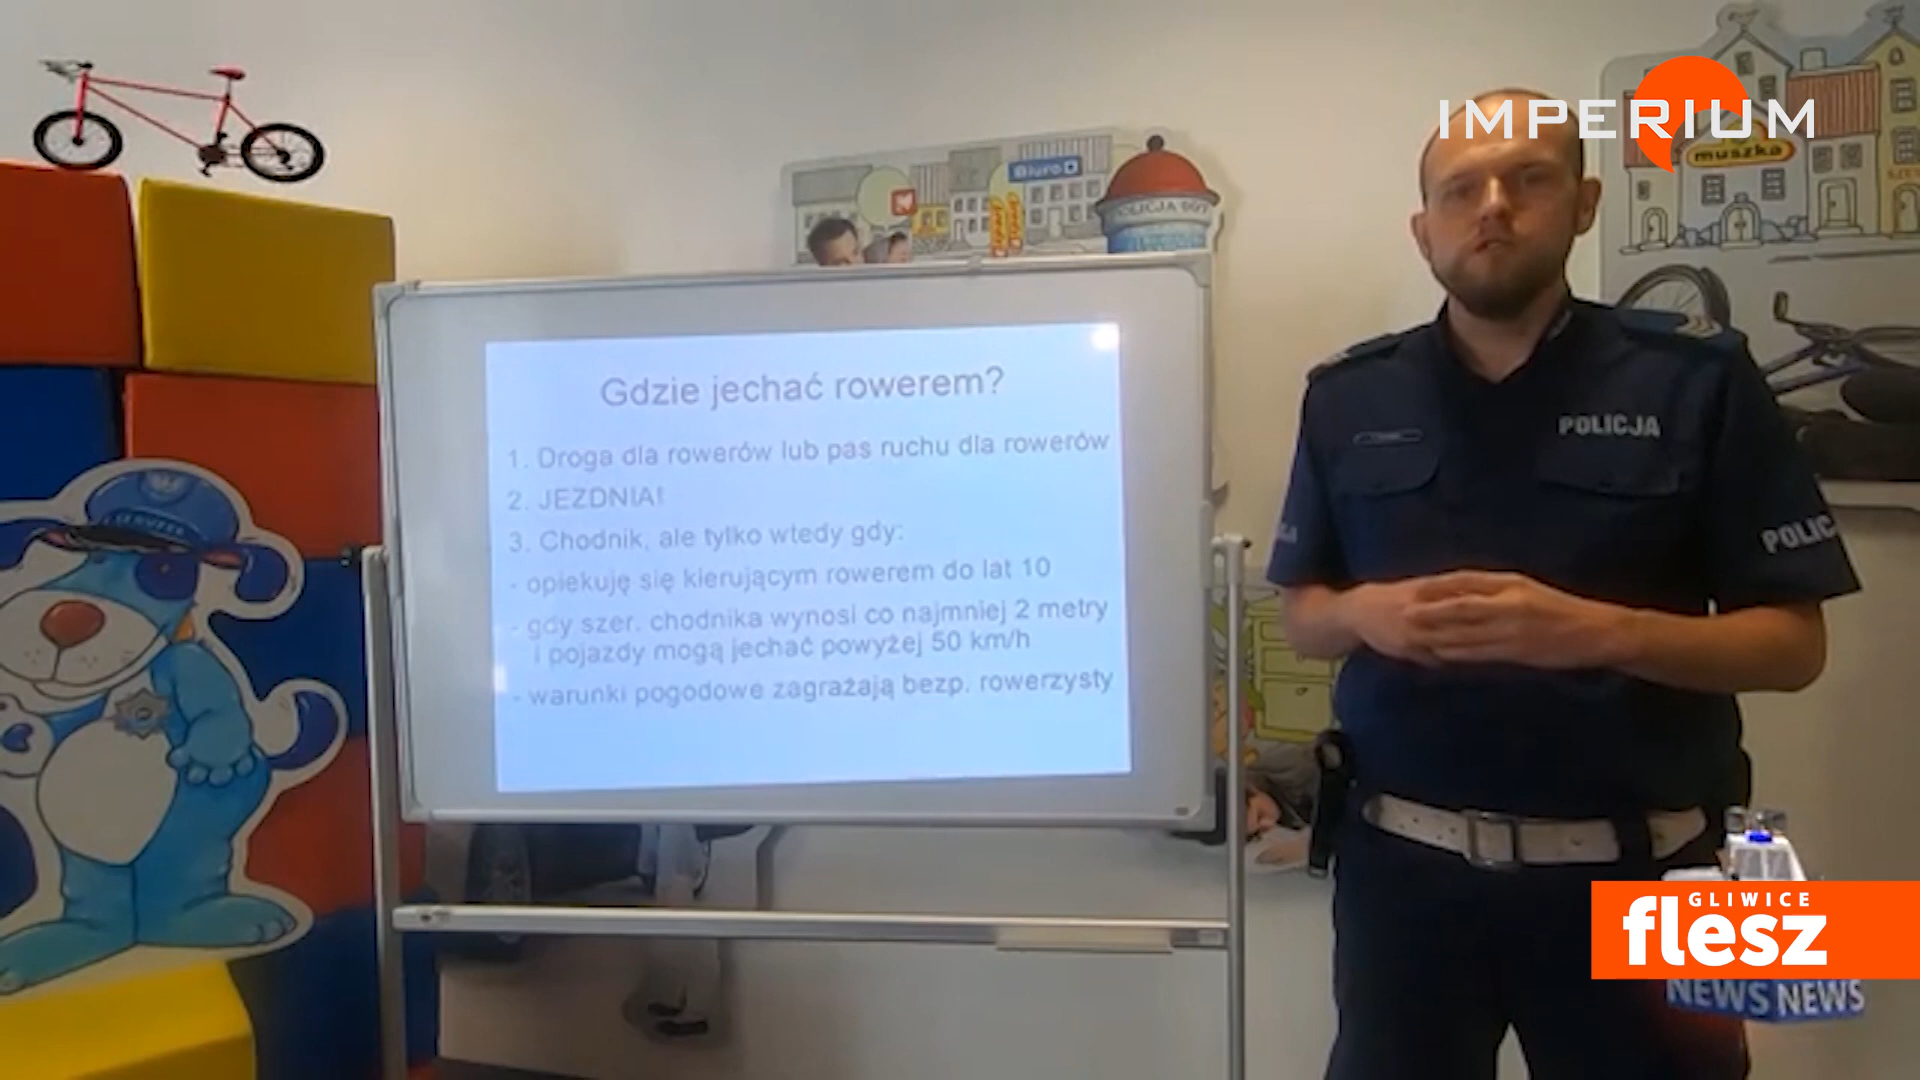 IMPERIUM
muszka
Biuro
POLICJA 997
Gdzie jechać rowerem?
1. Droga dla rowerów lub pas ruchu dla rowerów
2. JEZDNIA!
3. Chodnik, ale tylko wtedy gdy:
- opiekuję się kierującym rowerem do lat 10
- gdy szer. chodnika wynosi co najmniej 2 metry
i pojazdy mogą jechać powyżej 50 km/h
- warunki pogodowe zagrażają bezp. rowerzysty
POLICJA
POLIC
GLIWICE
flesz
NEWS NEWS